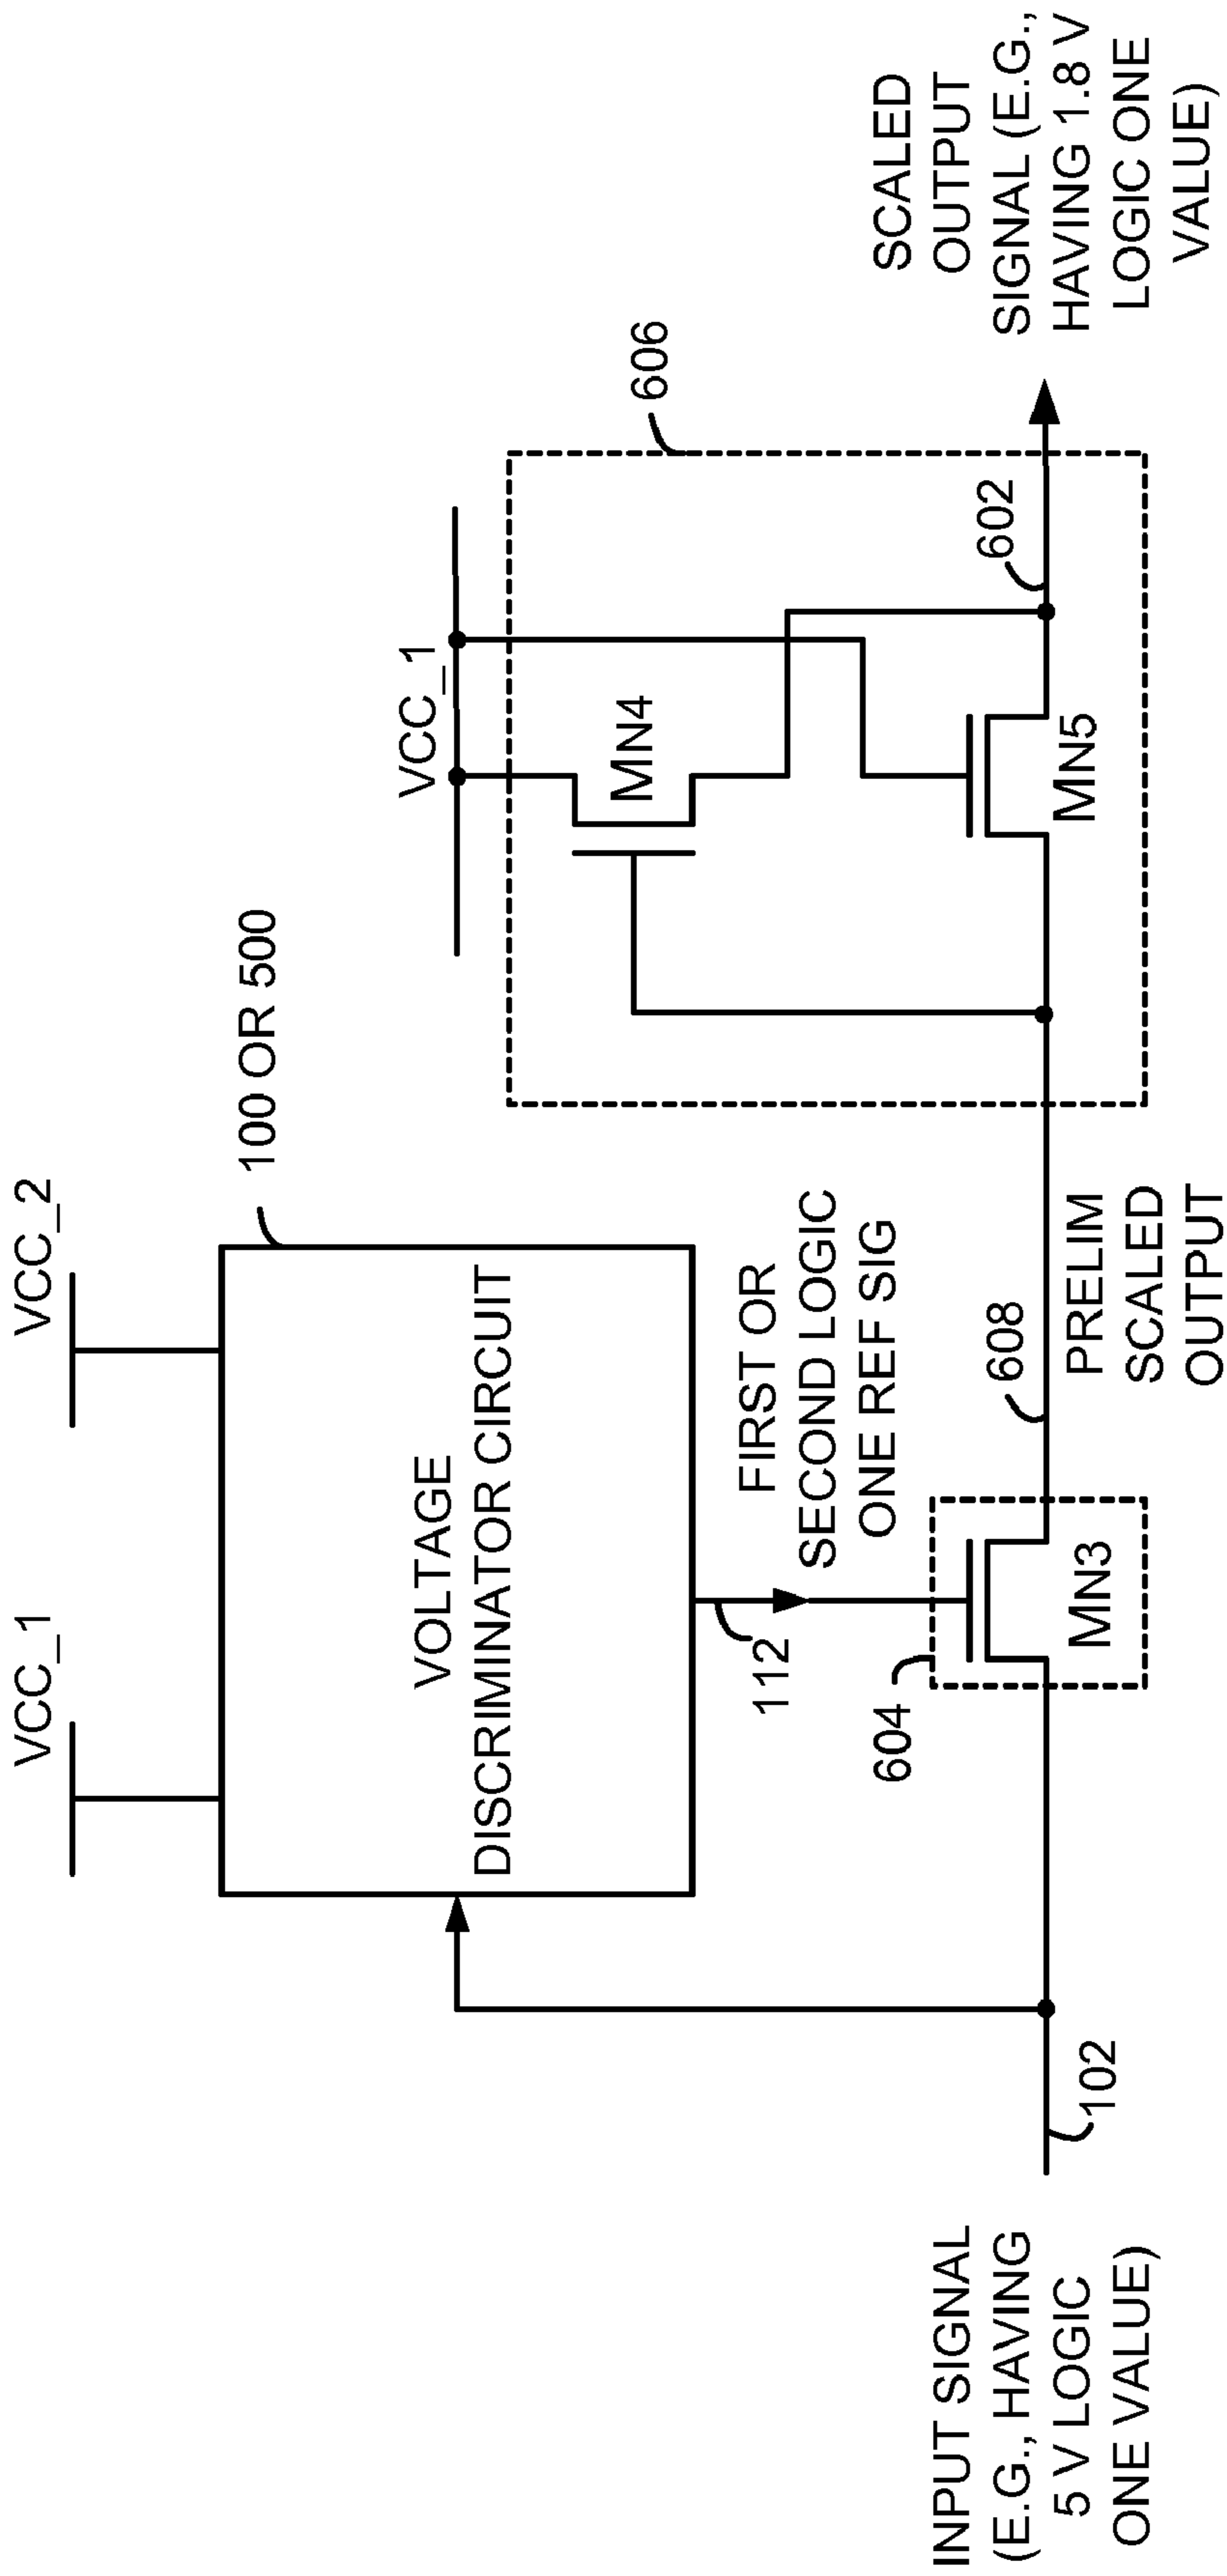 VCC_1
VCC_2
100 OR 500
VOLTAGE
DISCRIMINATOR CIRCUIT
VCC_1
606
MN4
MN5
602
SCALED
OUTPUT
SIGNAL (E.G.,
HAVING 1.8 V
LOGIC ONE
VALUE)
FIRST OR
SECOND LOGIC
ONE REF SIG
112
604
MN3
608
PRELIM
SCALED
OUTPUT
102
INPUT SIGNAL
(E.G., HAVING
5 V LOGIC
ONE VALUE)